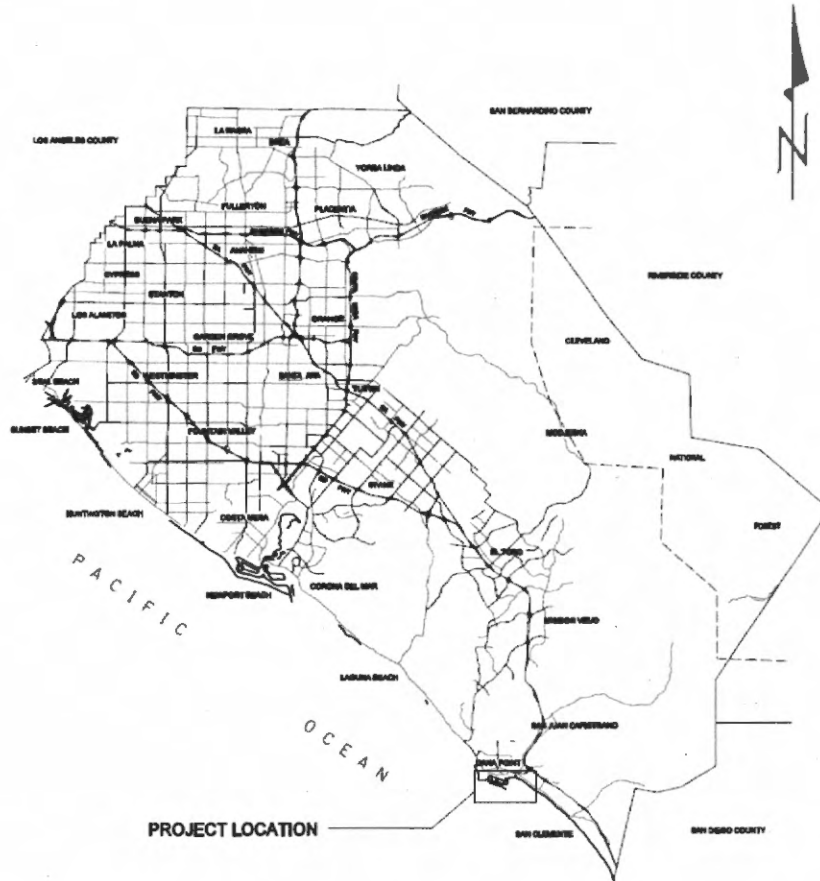 N
SAN BERNARDINO COUNTY
LOS ANGELES COUNTY
LA HABRA
BREA
YORBA LINDA
FULLERTON
PLACENTIA
BUENA PARK
LA PALMA
ANAHEIM
CYPRESS
RIVERSIDE COUNTY
STANTON
LOS ALAMITOS
ORANGE
GARDEN GROVE
CLEVELAND
SEAL BEACH
WESTMINSTER
SANTA ANA
TUSTIN
SUNSET BEACH
FOUNTAIN VALLEY
MODJESKA
NATIONAL
IRVINE
HUNTINGTON BEACH
COSTA MESA
FOREST
EL TORO
PACIFIC
NEWPORT BEACH
CORONA DEL MAR
MISSION VIEJO
LAGUNA BEACH
SAN JUAN CAPISTRANO
OCEAN
DANA POINT
PROJECT LOCATION
SAN CLEMENTE
SAN DIEGO COUNTY